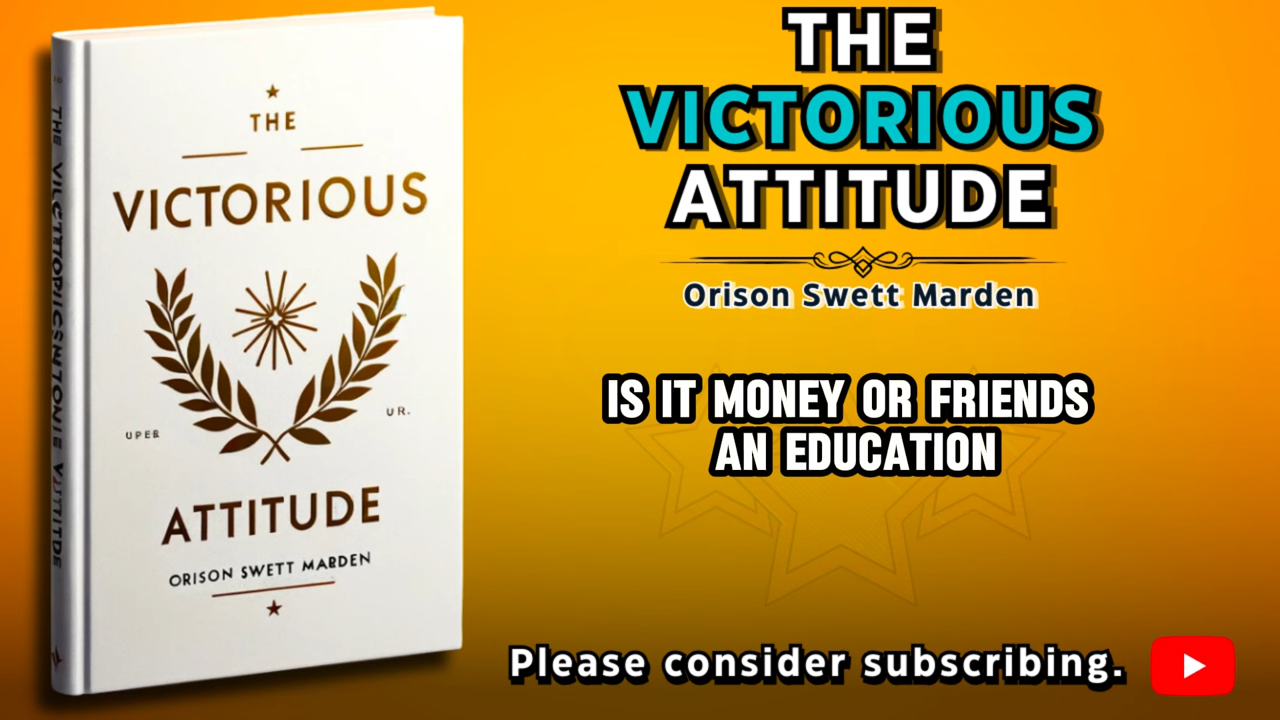 THE
VICTORIOUS
ATTITUDE
ORISON SWETT MARDEN
UPER
UR.
THE
VICTORIOUS
ATTITUDE
Orison Swett Marden
IS IT MONEY OR FRIENDS
AN EDUCATION
Please consider subscribing.